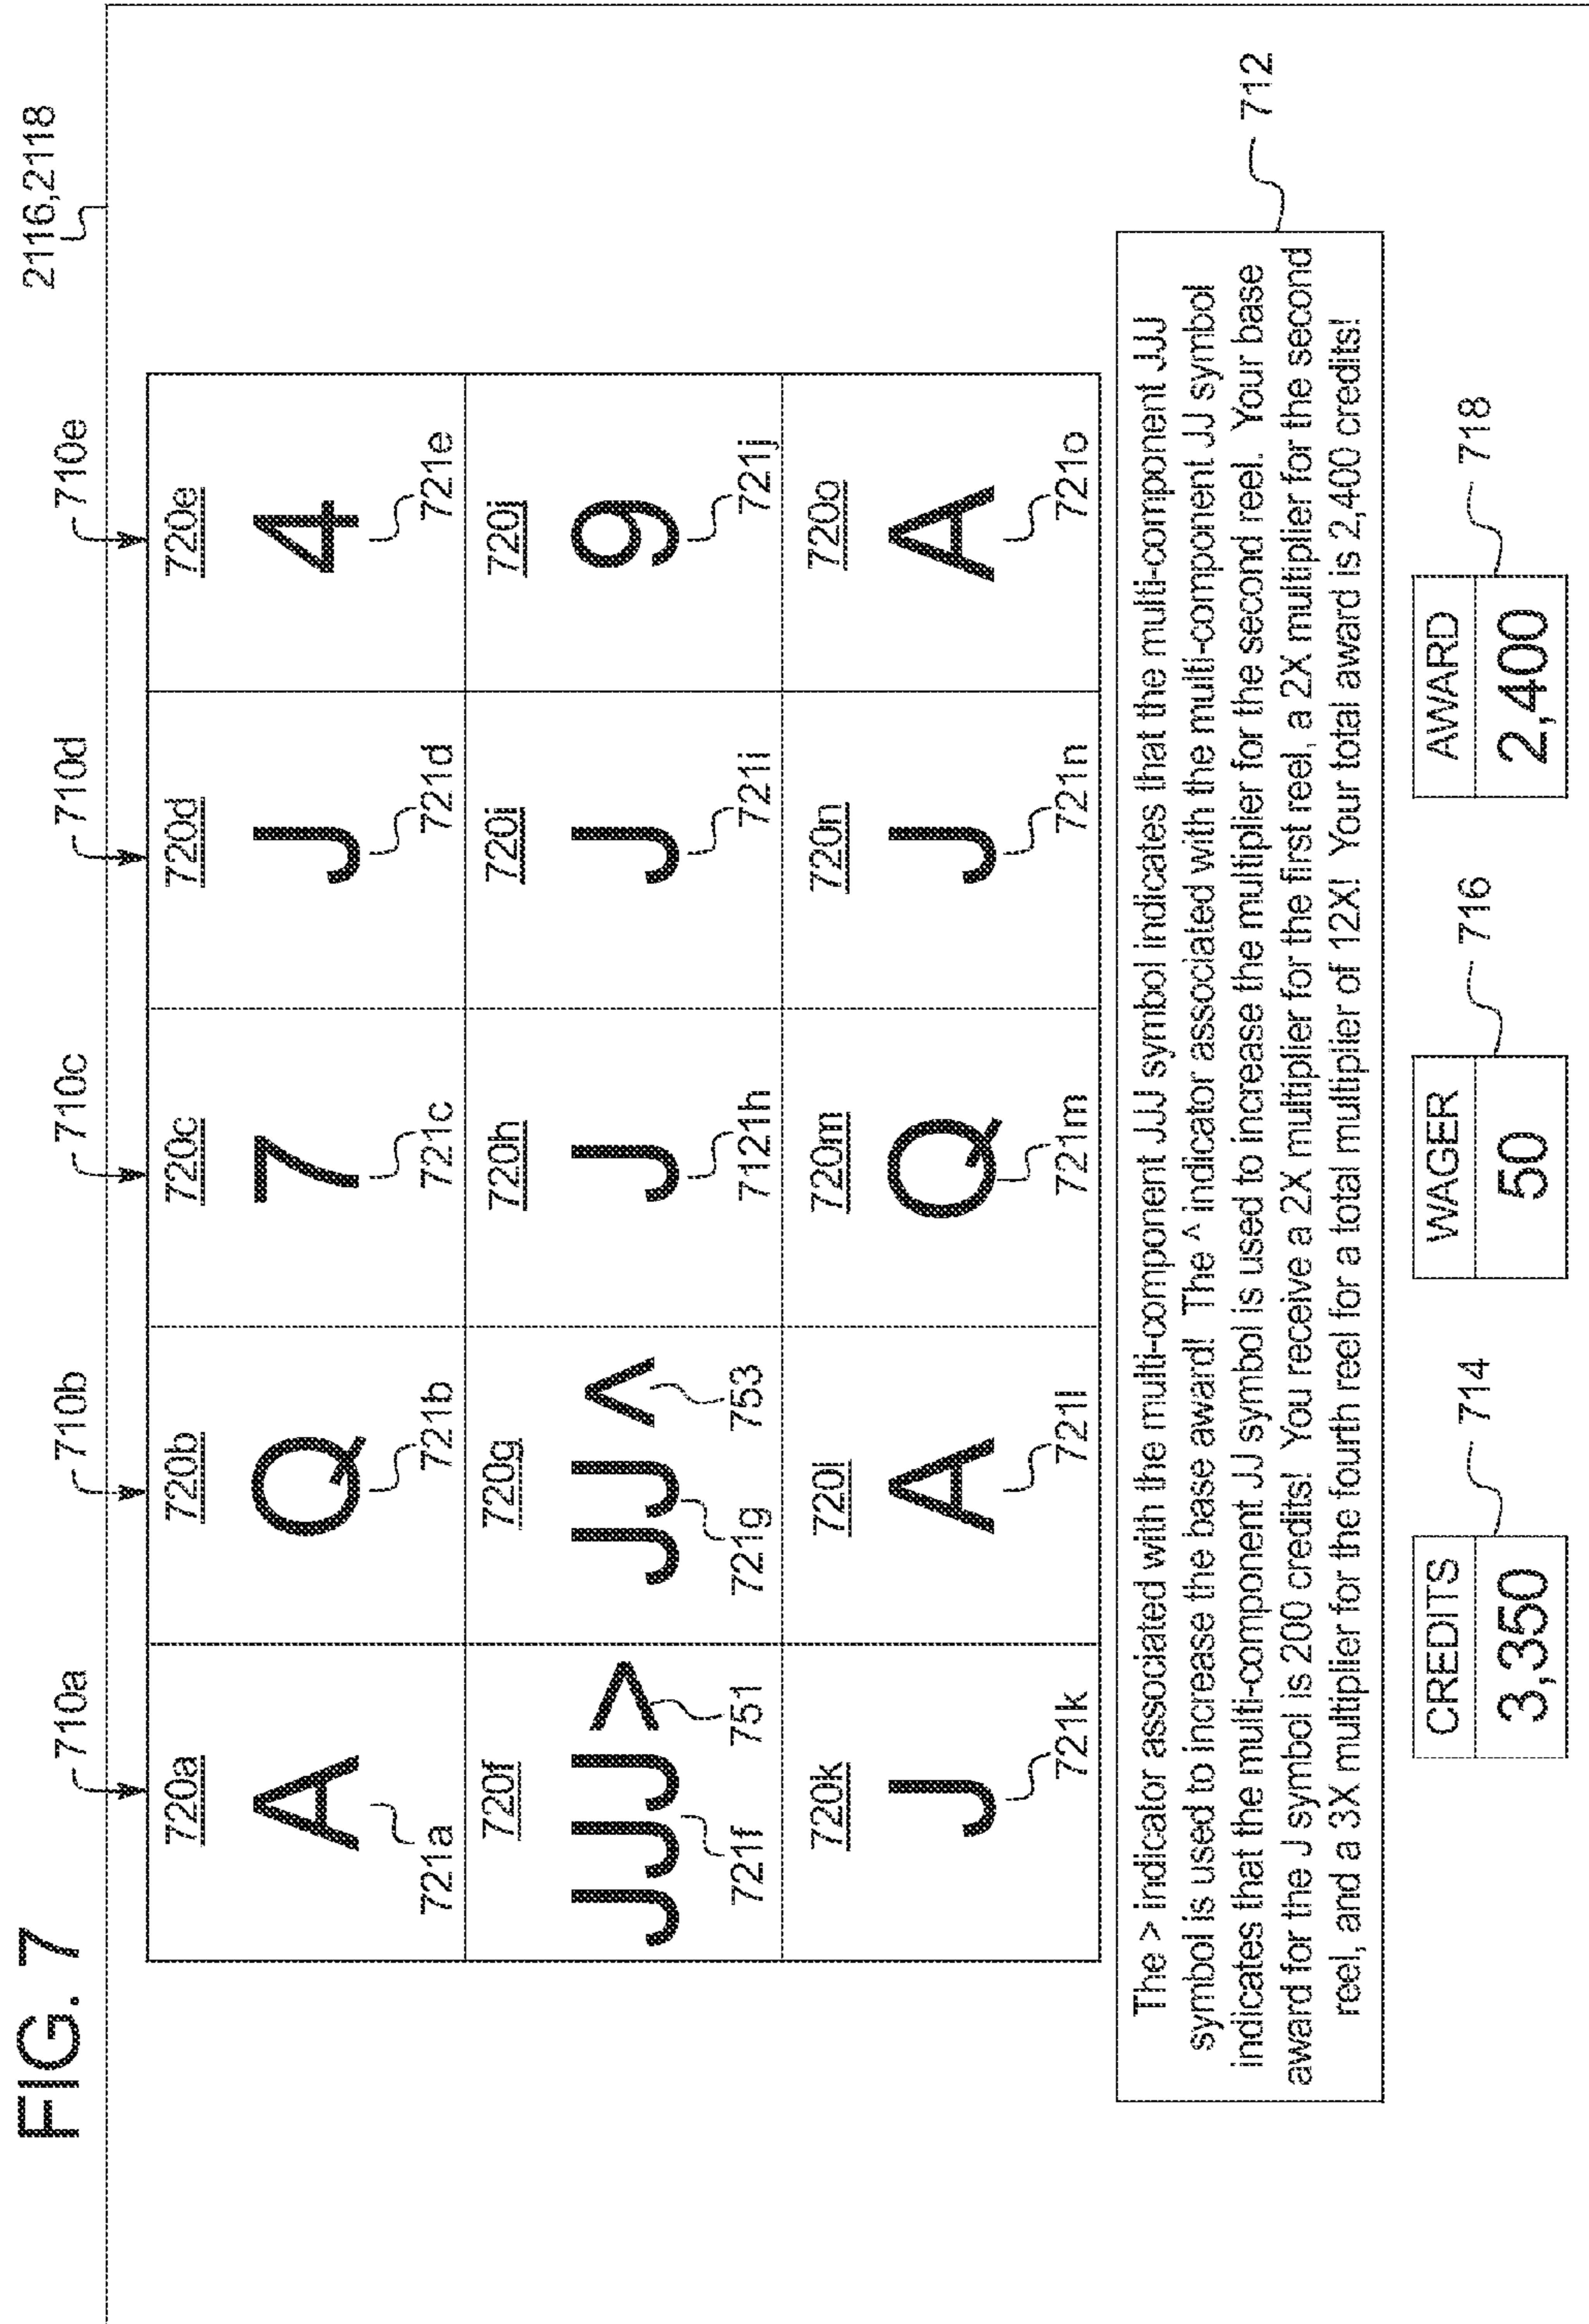 FIG. 7
2116,2118
710a 710b 710c 710d 710e
720a 720b 720c 720d 720e
A Q 7 J 4
721a 721b 721c 721d 721e
720f 720g 720h 720i 720j
JJJ > JJ ^ J J 9
721f 751 721g 753 7121h 721i 721j
720k 720l 720m 720n 720o
J A Q J A
721k 721l 721m 721n 721o
The > indicator associated with the multi-component JJJ symbol indicates that the multi-component JJJ
symbol is used to increase the base award! The ^ indicator associated with the multi-component JJ symbol
indicates that the multi-component JJ symbol is used to increase the multiplier for the second reel. Your base
award for the J symbol is 200 credits! You receive a 2X multiplier for the first reel, a 2X multiplier for the second
reel, and a 3X multiplier for the fourth reel for a total multiplier of 12X! Your total award is 2,400 credits!
712
CREDITS 714 WAGER 716 AWARD 718
3,350 50 2,400